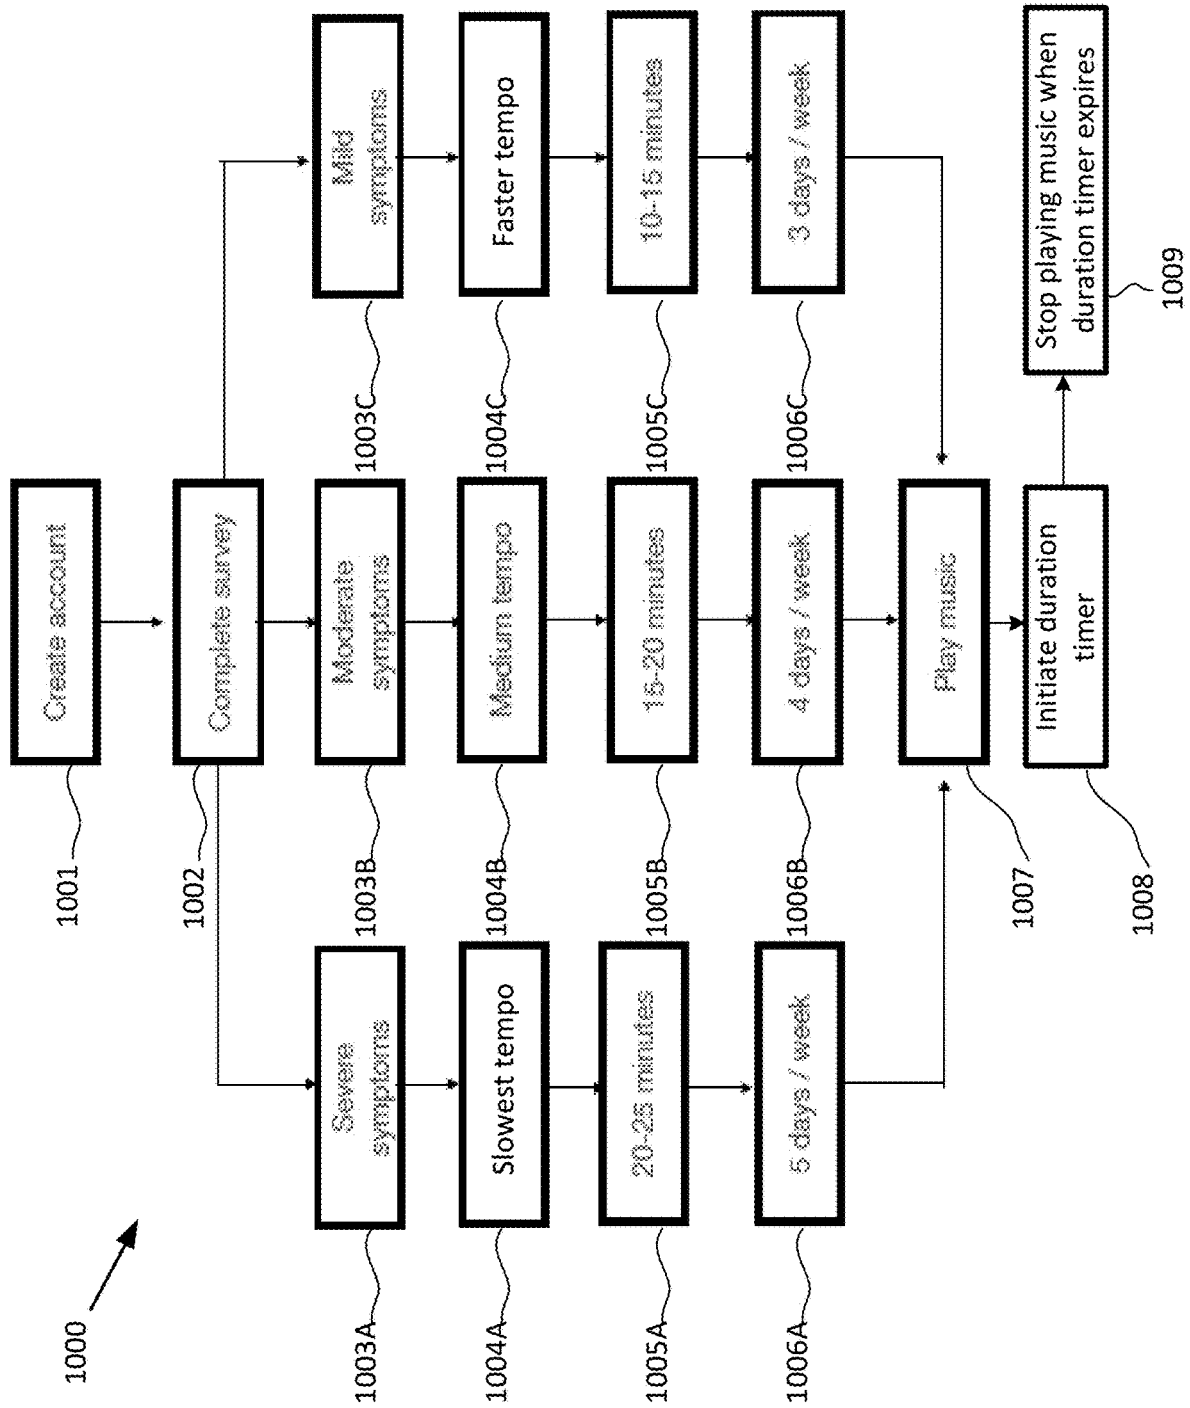 1000
Create account
1001
Complete survey
1002
Severe
symptoms
1003A
Moderate
symptoms
1003B
Mild
symptoms
1003C
Slowest tempo
1004A
Medium tempo
1004B
Faster tempo
1004C
20-25 minutes
1005A
15-20 minutes
1005B
10-15 minutes
1005C
5 days / week
1006A
4 days / week
1006B
3 days / week
1006C
Play music
1007
Initiate duration
timer
1008
Stop playing music when
duration timer expires
1009